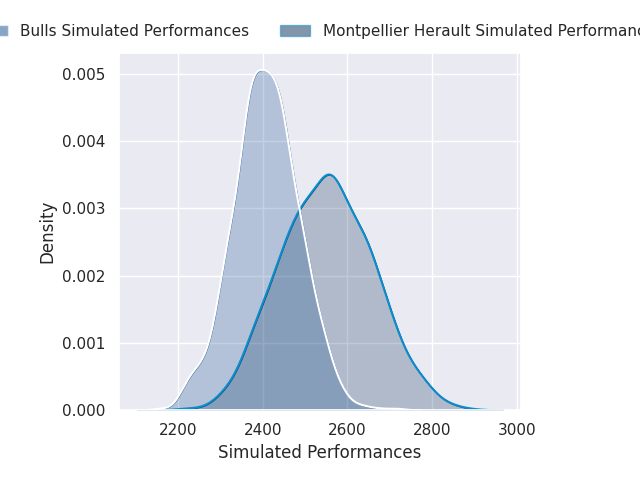 Bulls Simulated Performances
Montpellier Herault Simulated
0.005
0.004
0.003
0.002
0.001
0.000
Density
2200 2400 2600 2800 3000
Simulated Performances